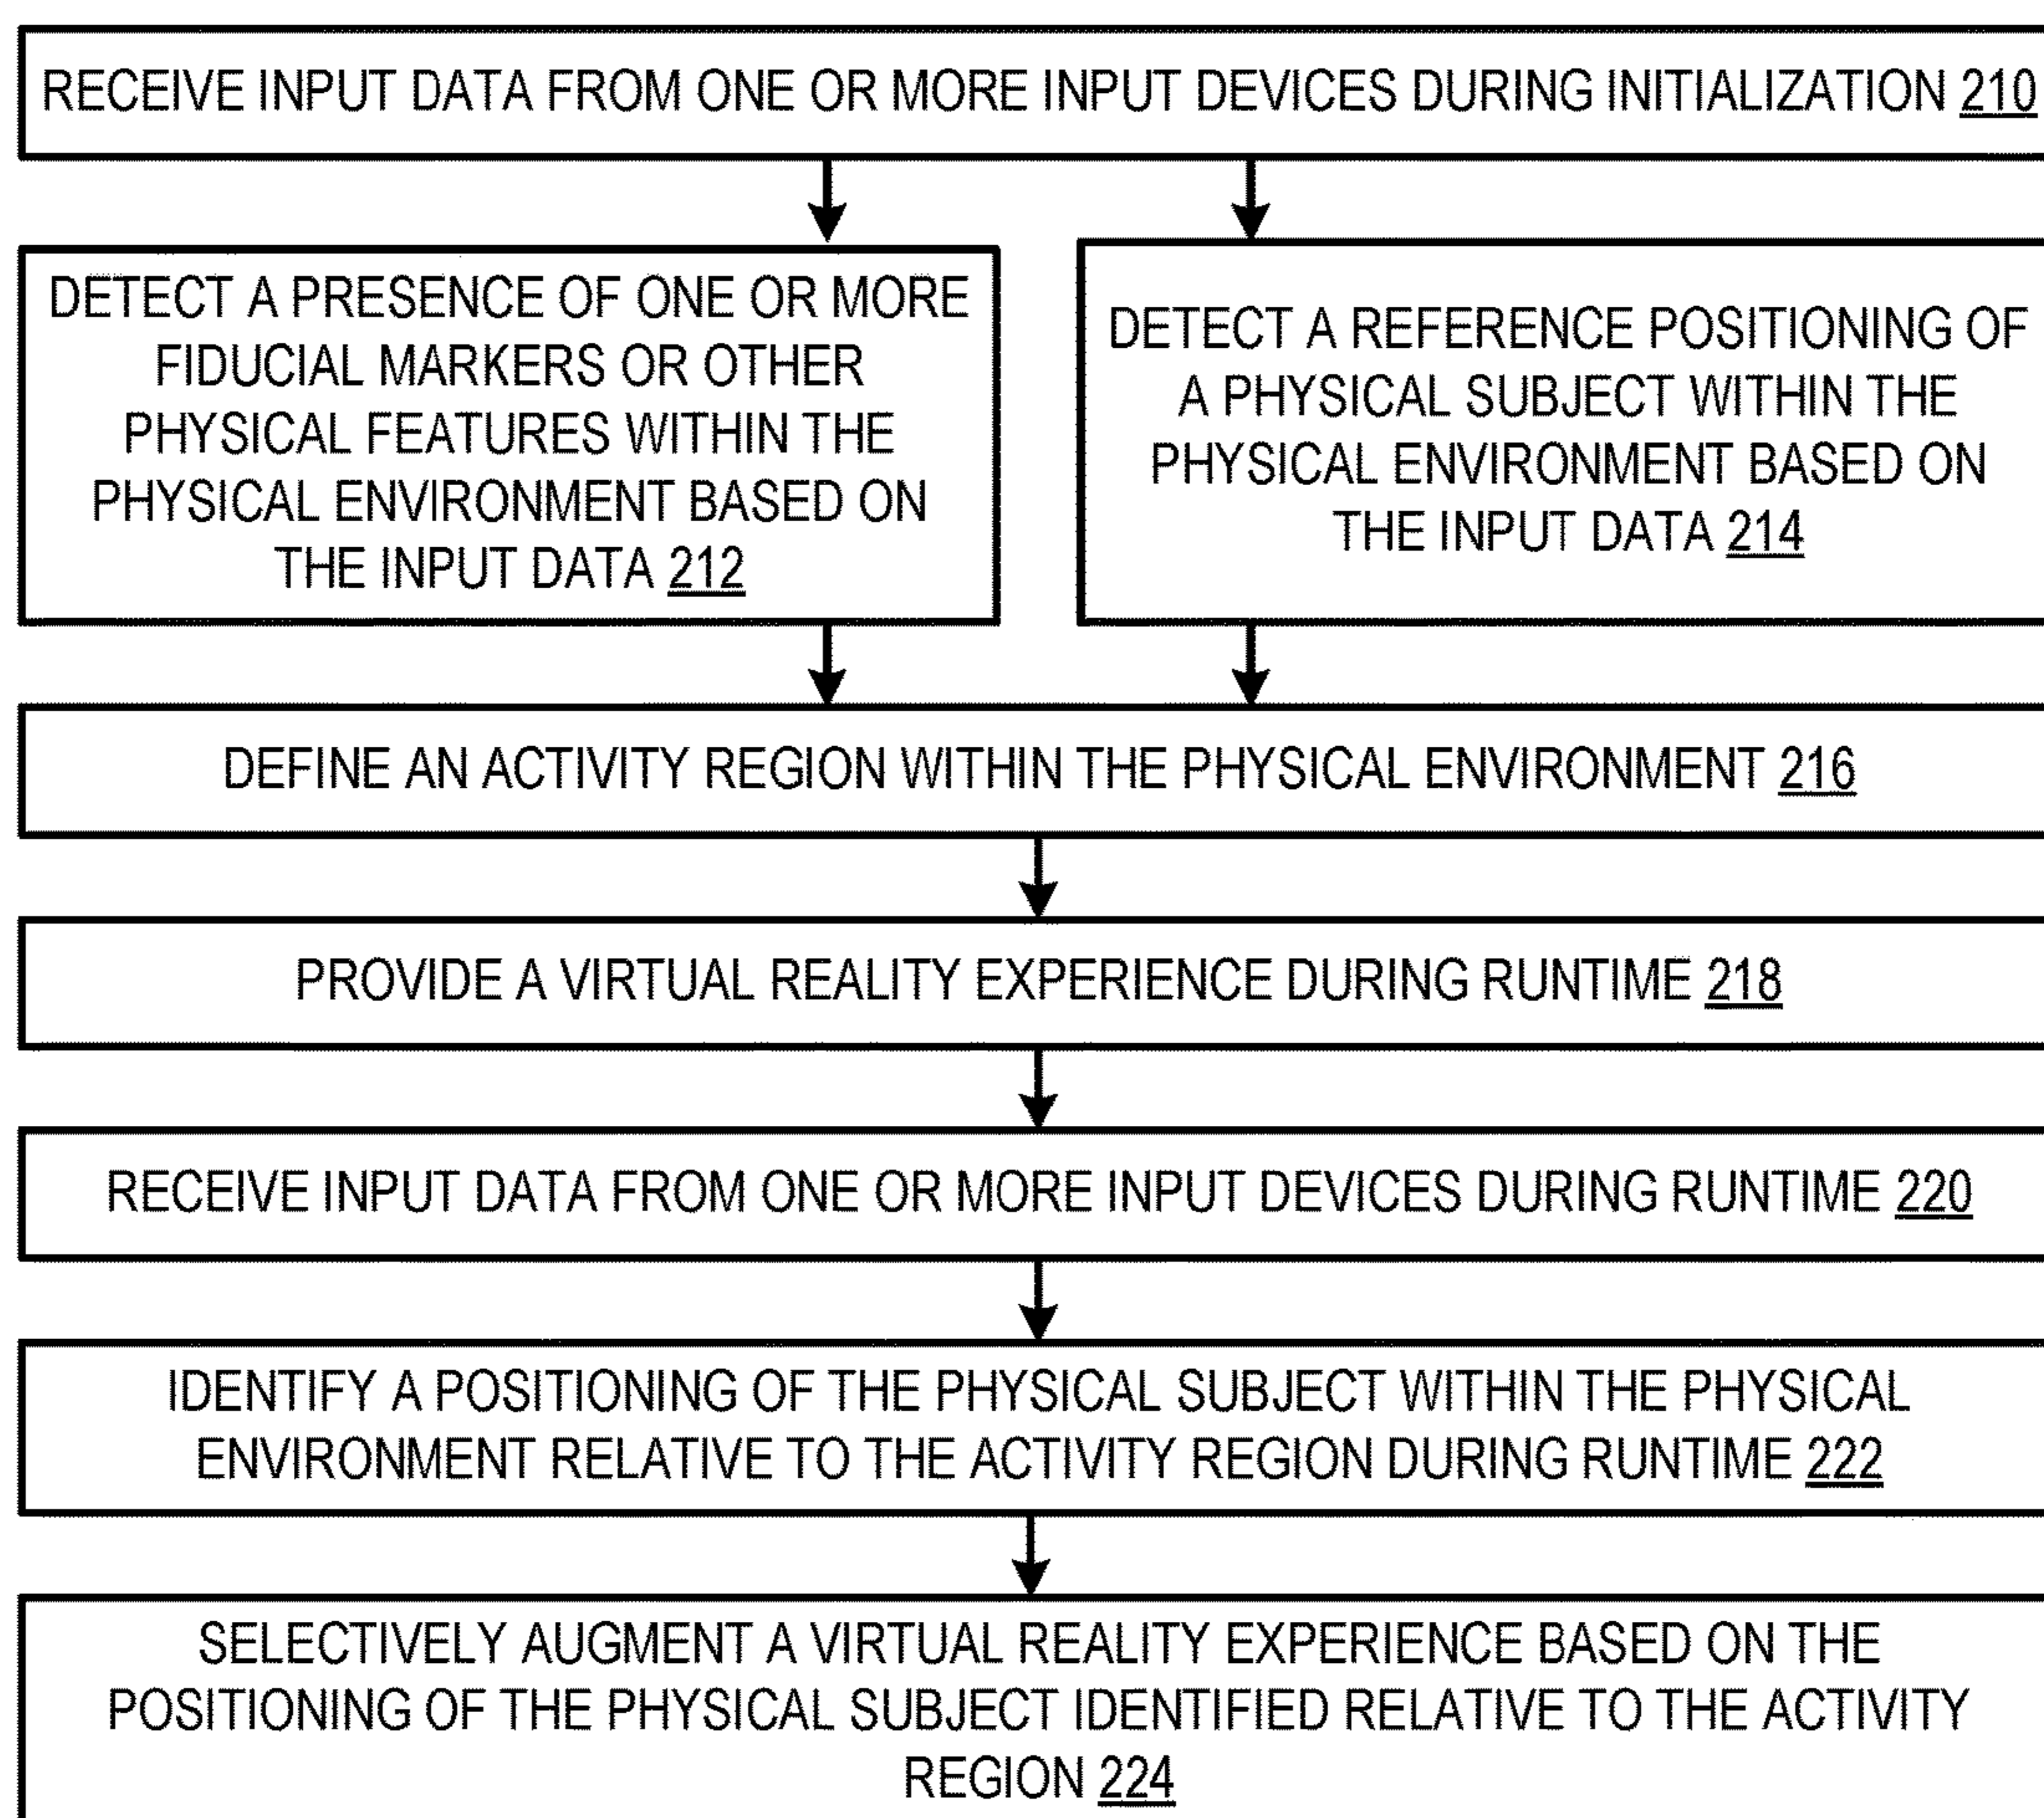 RECEIVE INPUT DATA FROM ONE OR MORE INPUT DEVICES DURING INITIALIZATION 210
DETECT A PRESENCE OF ONE OR MORE
FIDUCIAL MARKERS OR OTHER
PHYSICAL FEATURES WITHIN THE
PHYSICAL ENVIRONMENT BASED ON
THE INPUT DATA 212
DETECT A REFERENCE POSITIONING OF
A PHYSICAL SUBJECT WITHIN THE
PHYSICAL ENVIRONMENT BASED ON
THE INPUT DATA 214
DEFINE AN ACTIVITY REGION WITHIN THE PHYSICAL ENVIRONMENT 216
PROVIDE A VIRTUAL REALITY EXPERIENCE DURING RUNTIME 218
RECEIVE INPUT DATA FROM ONE OR MORE INPUT DEVICES DURING RUNTIME 220
IDENTIFY A POSITIONING OF THE PHYSICAL SUBJECT WITHIN THE PHYSICAL
ENVIRONMENT RELATIVE TO THE ACTIVITY REGION DURING RUNTIME 222
SELECTIVELY AUGMENT A VIRTUAL REALITY EXPERIENCE BASED ON THE
POSITIONING OF THE PHYSICAL SUBJECT IDENTIFIED RELATIVE TO THE ACTIVITY
REGION 224